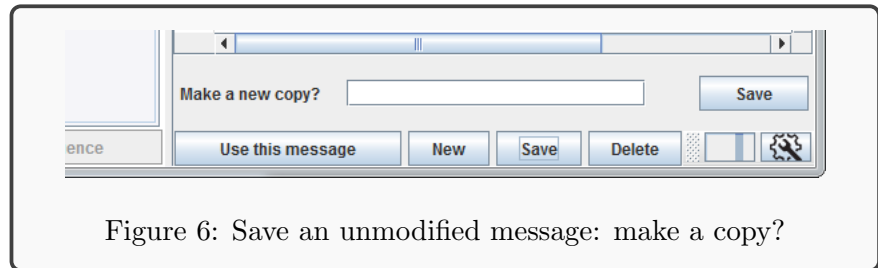 Make a new copy? Save
ence Use this message New Save Delete
Figure 6: Save an unmodified message: make a copy?